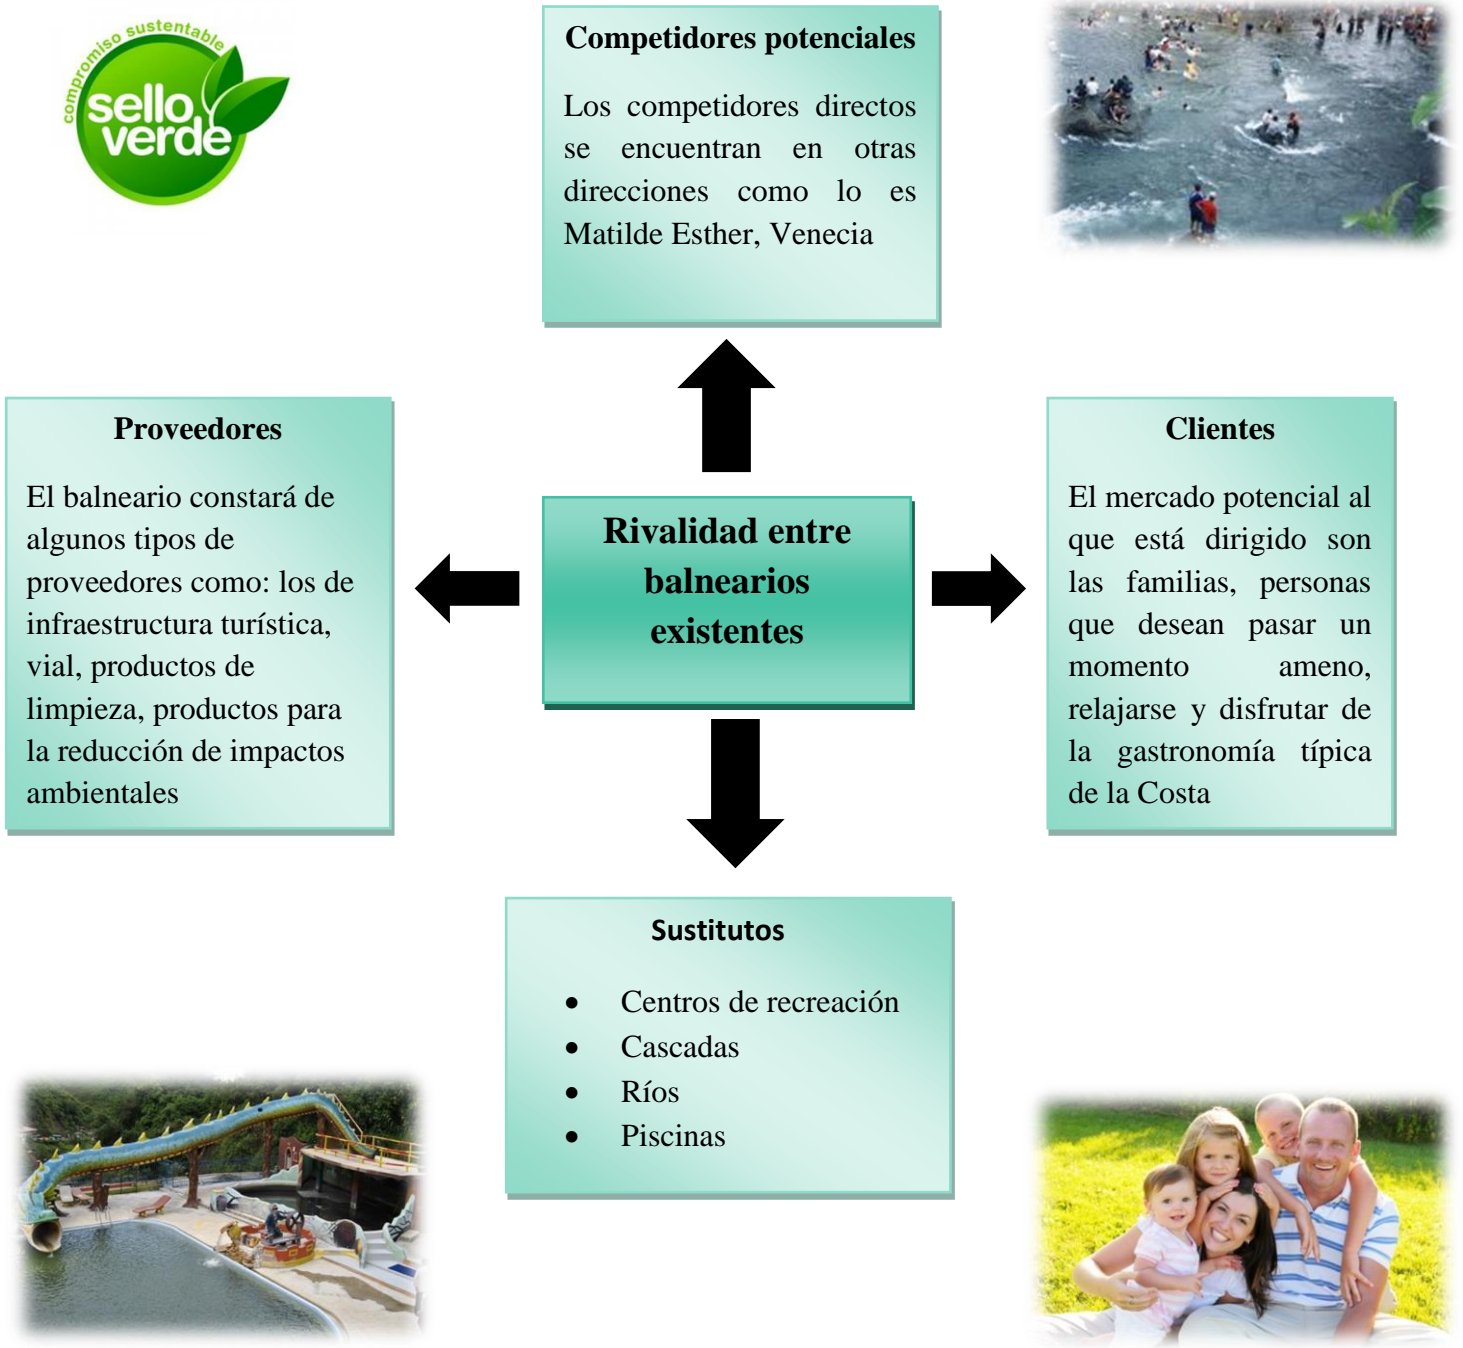 compromiso sustentable
sello
verde
Competidores potenciales
Los competidores directos
se encuentran en otras
direcciones como lo es
Matilde Esther, Venecia
Proveedores
El balneario constará de
algunos tipos de
proveedores como: los de
infraestructura turística,
vial, productos de
limpieza, productos para
la reducción de impactos
ambientales
Rivalidad entre
balnearios
existentes
Clientes
El mercado potencial al
que está dirigido son
las familias, personas
que desean pasar un
momento ameno,
relajarse y disfrutar de
la gastronomía típica
de la Costa
Sustitutos
• Centros de recreación
• Cascadas
• Ríos
• Piscinas